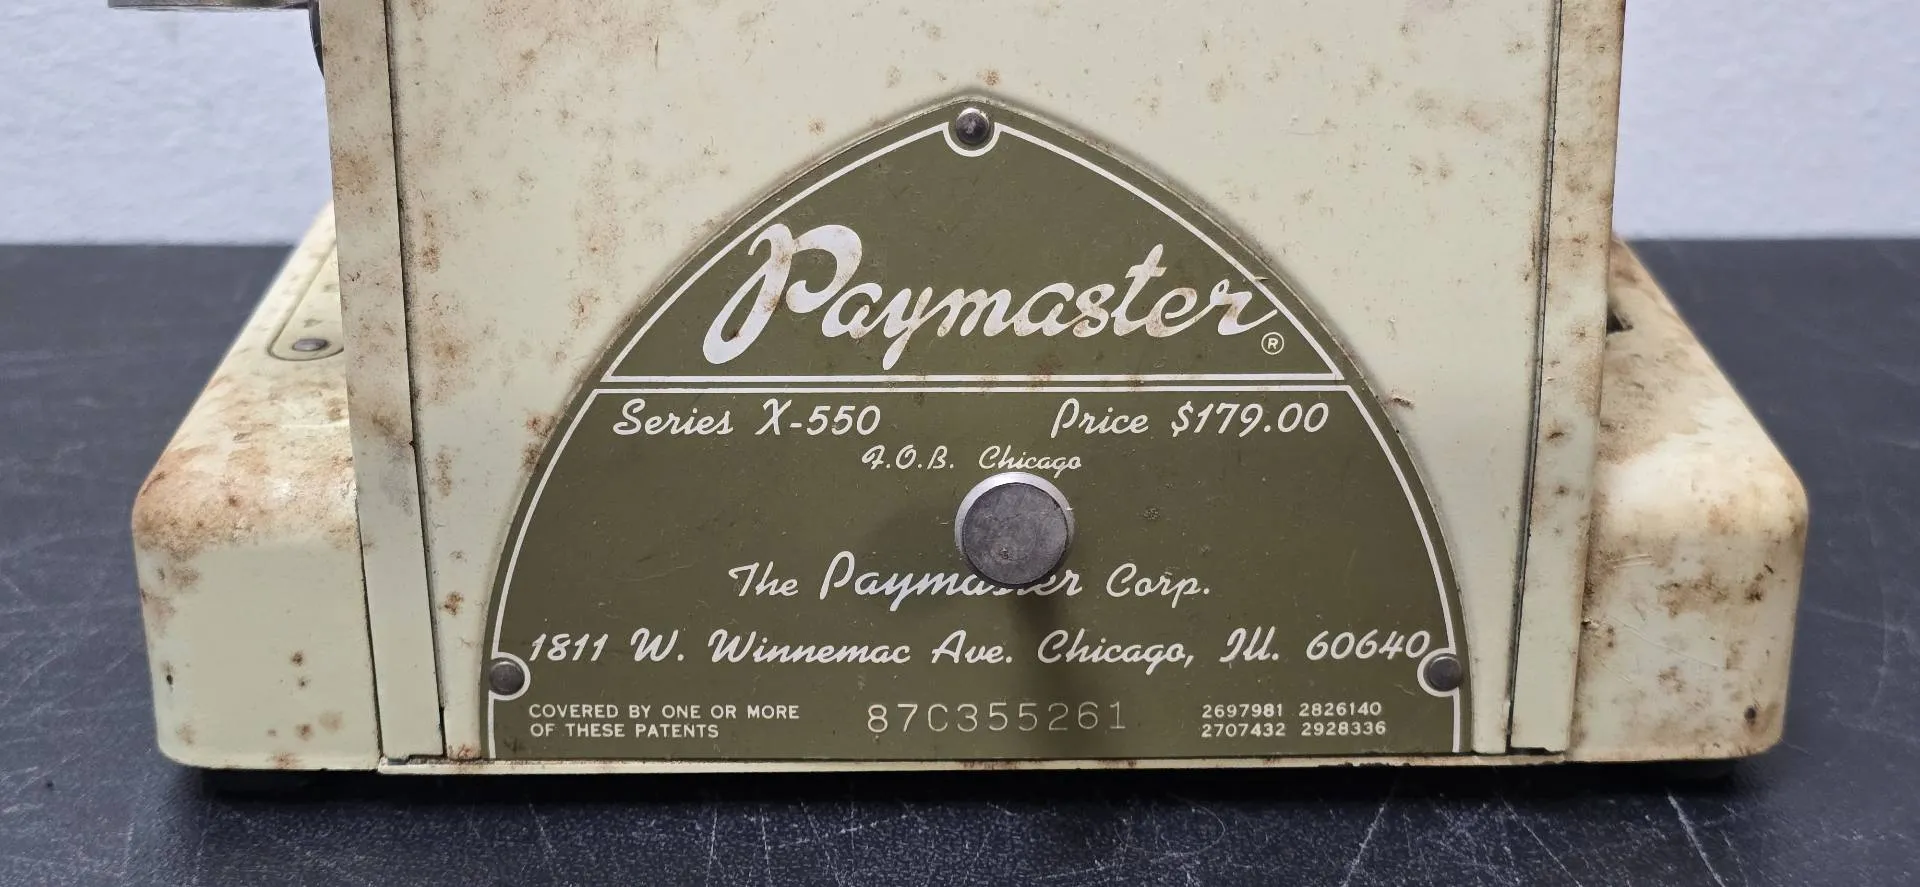 Paymaster®
Series X-550 Price $179.00
F.O.B. Chicago
The Paymaster Corp.
1811 W. Winnemac Ave. Chicago, Ill. 60640
COVERED BY ONE OR MORE
OF THESE PATENTS
87C355261
2697981 2826140
2707432 2928336